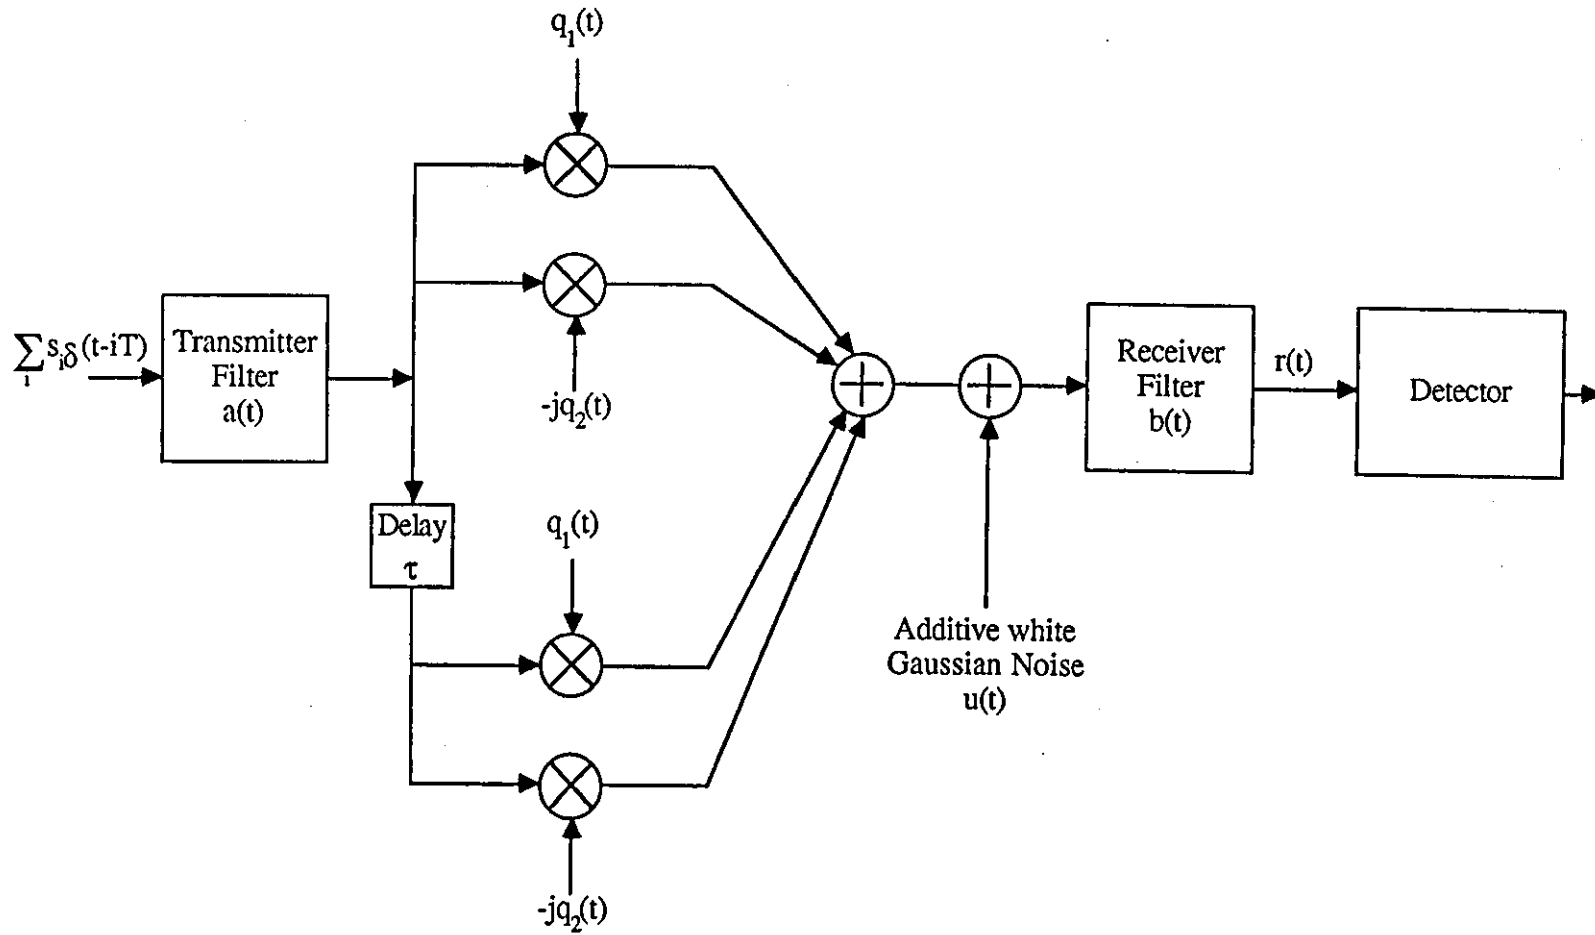 q₁(t)
∑ᵢ sᵢδ(t-iT)
Transmitter
Filter
a(t)
-jq₂(t)
Receiver
Filter
b(t)
r(t)
Detector
Delay
τ
q₁(t)
Additive white
Gaussian Noise
u(t)
-jq₂(t)